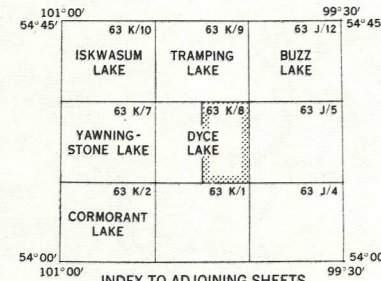 101°00' 99°30'
54°45' 63 K/10 63 K/9 63 J/12 54°45'
ISKWASUM TRAMPING BUZZ
LAKE LAKE LAKE
63 K/7 63 K/8 63 J/5
YAWNING- DYCE
STONE LAKE LAKE
63 K/2 63 K/1 63 J/4
CORMORANT
LAKE
54°00' 54°00'
101°00' 99°30'
INDEX TO ADJOINING SHEETS